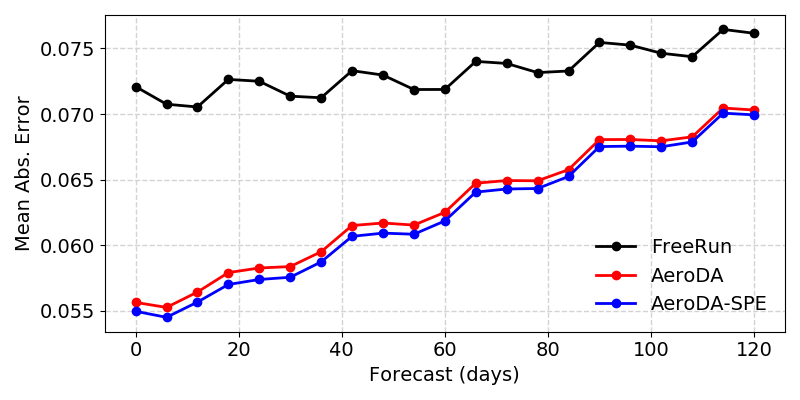 0.075
0.070
0.065
0.060
0.055
Mean Abs. Error
FreeRun
AeroDA
AeroDA-SPE
0 20 40 60 80 100 120
Forecast (days)